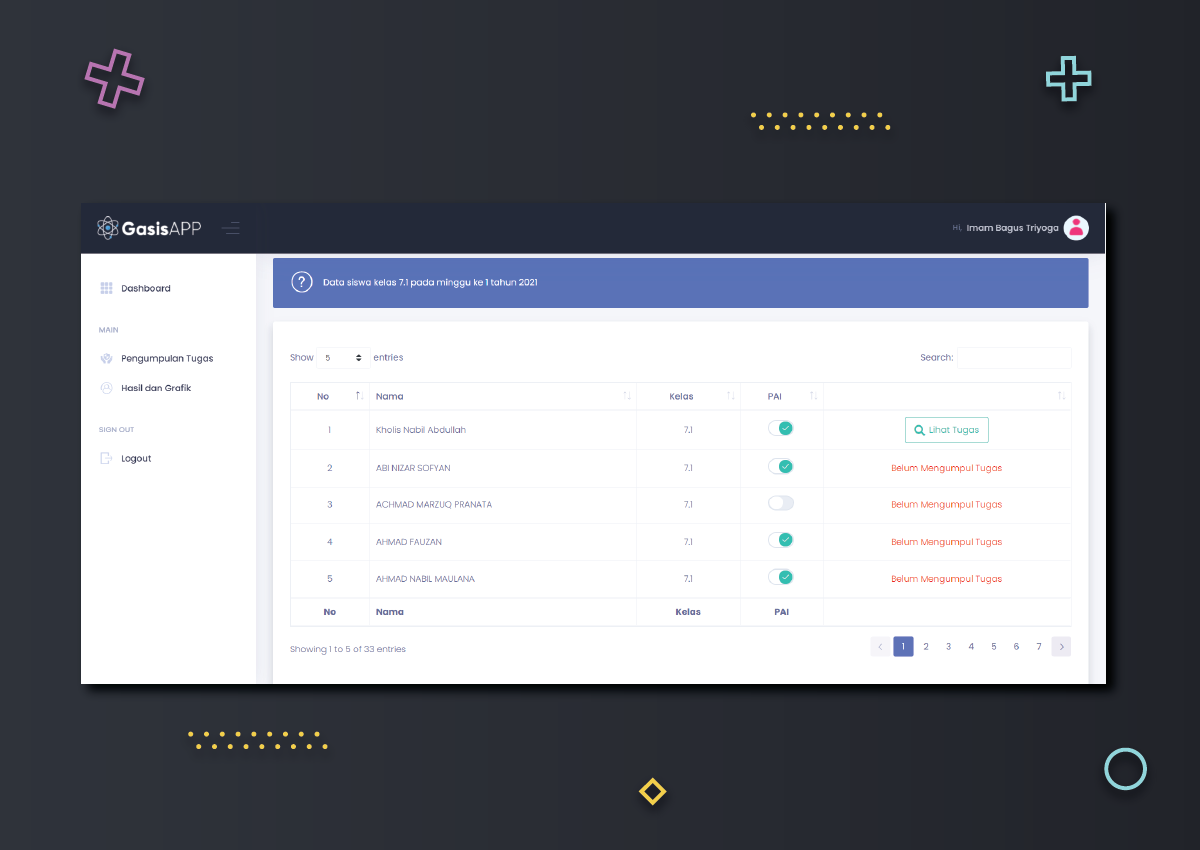 GasisAPP
Hi, Imam Bagus Triyoga
Dashboard
MAIN
Pengumpulan Tugas
Hasil dan Grafik
SIGN OUT
Logout
? Data siswa kelas 7.1 pada minggu ke 1 tahun 2021
Show 5 entries
Search:
No Nama Kelas PAI
1 Kholis Nabil Abdullah 7.1 Lihat Tugas
2 ABI NIZAR SOFYAN 7.1 Belum Mengumpul Tugas
3 ACHMAD MARZUQ PRANATA 7.1 Belum Mengumpul Tugas
4 AHMAD FAUZAN 7.1 Belum Mengumpul Tugas
5 AHMAD NABIL MAULANA 7.1 Belum Mengumpul Tugas
No Nama Kelas PAI
Showing 1 to 5 of 33 entries
1 2 3 4 5 6 7